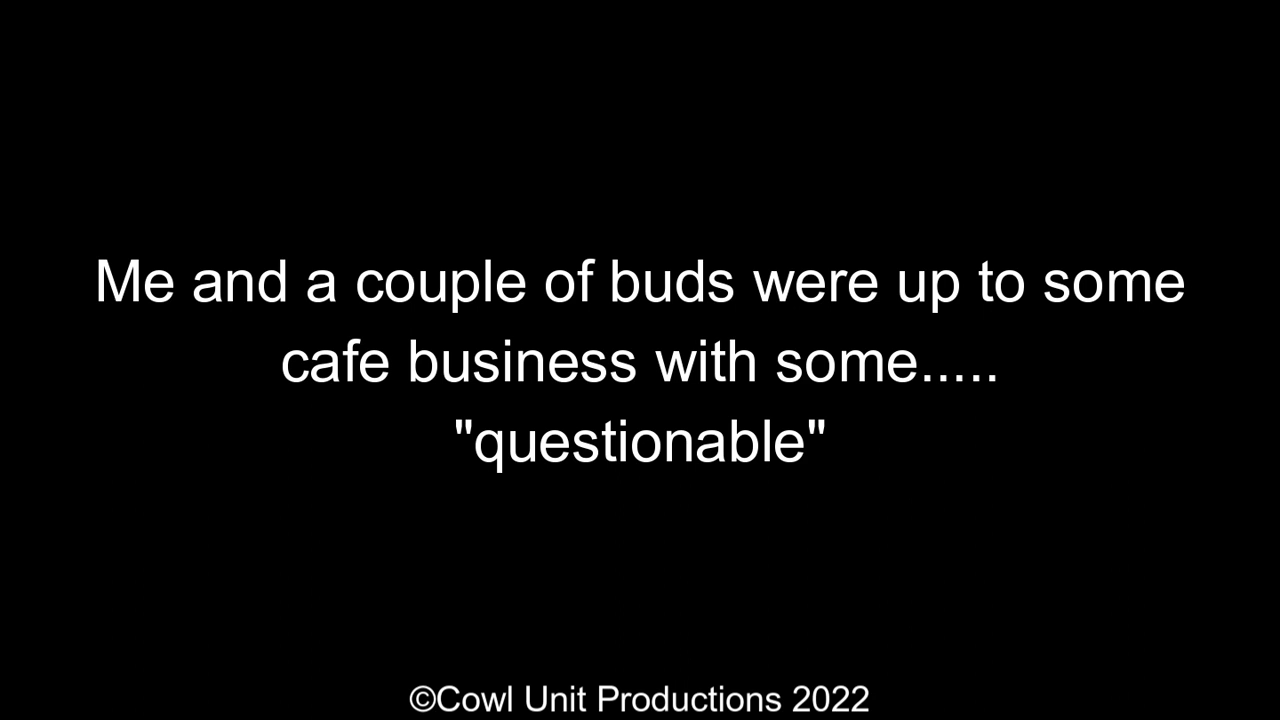 Me and a couple of buds were up to some
cafe business with some.....
"questionable"
©Cowl Unit Productions 2022